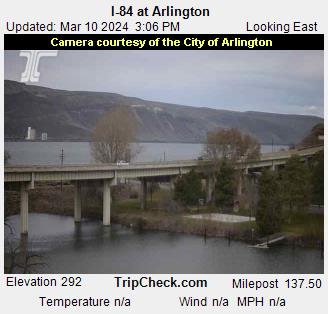 I-84 at Arlington
Updated: Mar 10 2024 3:06 PM Looking East
Camera courtesy of the City of Arlington
Elevation 292 TripCheck.com Milepost 137.50
Temperature n/a Wind n/a MPH n/a